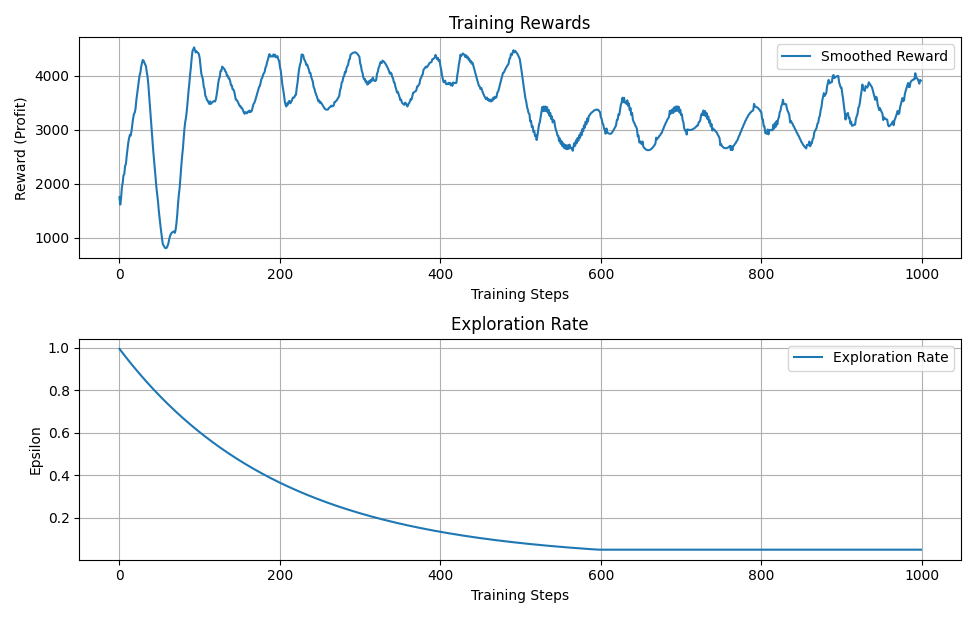 Training Rewards
Smoothed Reward
Reward (Profit)
4000
3000
2000
1000
0 200 400 600 800 1000
Training Steps
Exploration Rate
Exploration Rate
Epsilon
1.0
0.8
0.6
0.4
0.2
0 200 400 600 800 1000
Training Steps